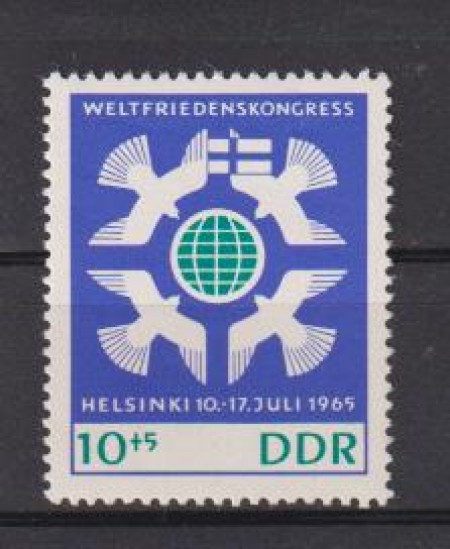 WELTFRIEDENSKONGRESS
HELSINKI 10.-17. JULI 1965
10+5 DDR